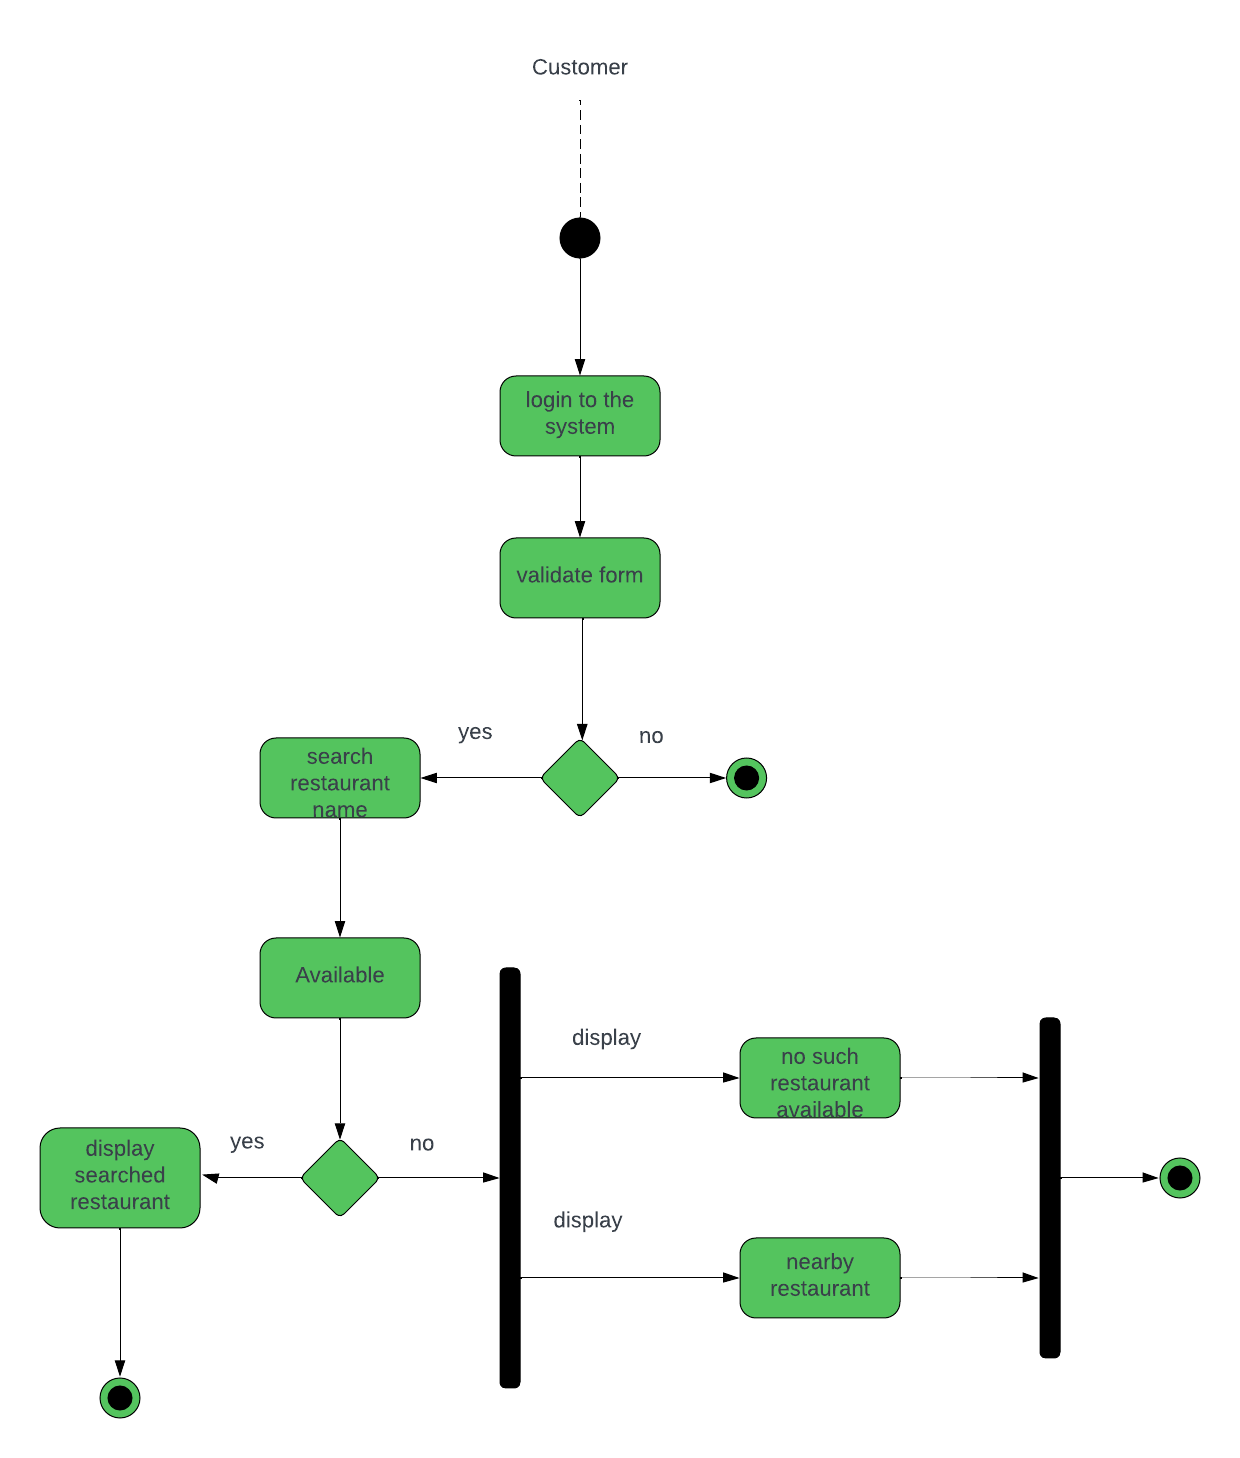 Customer
login to the
system
validate form
yes
no
search
restaurant
name
Available
display
no such
restaurant
available
yes
no
display
searched
restaurant
display
nearby
restaurant